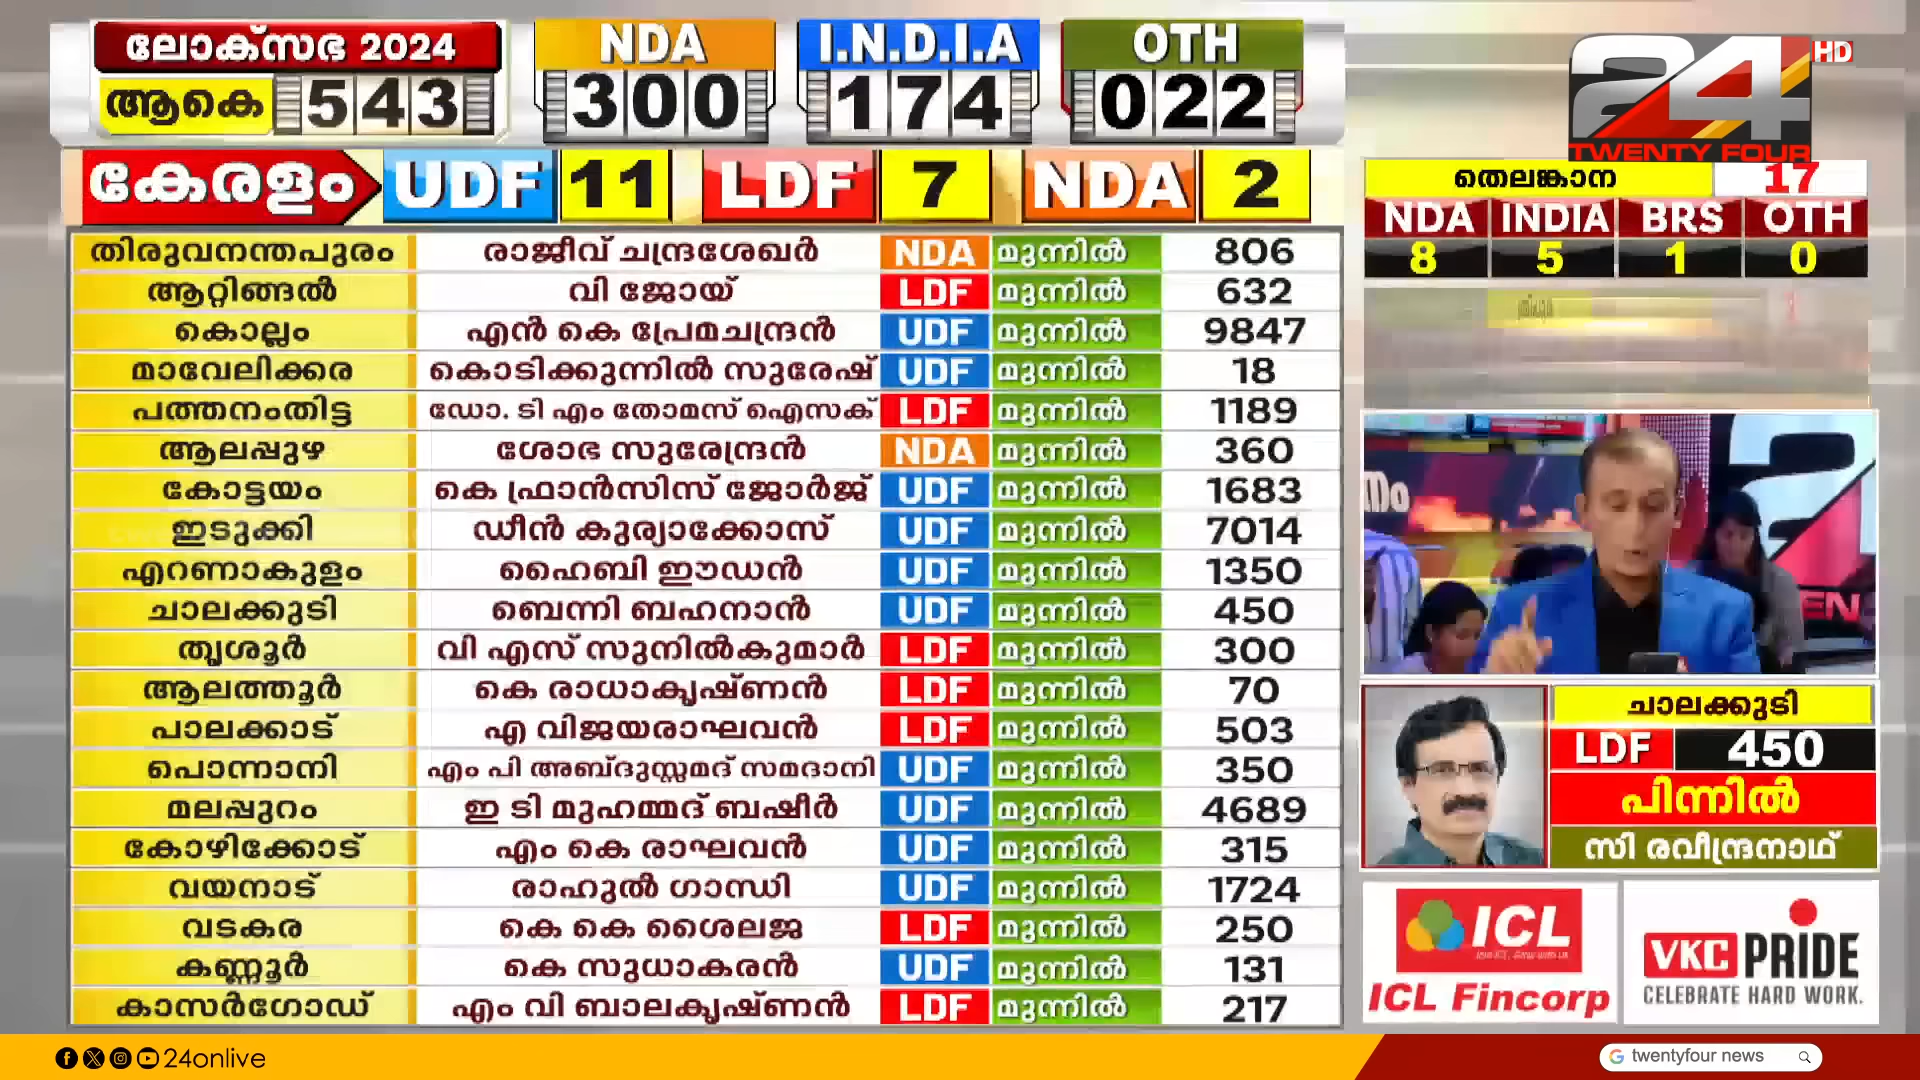 ലോക്സഭ 2024
ആകെ 543
NDA 300
I.N.D.I.A 174
OTH 022
24 HD
TWENTY FOUR
കേരളം UDF 11 LDF 7 NDA 2
തിരുവനന്തപുരം രാജീവ് ചന്ദ്രശേഖർ NDA മുന്നിൽ 806
ആറ്റിങ്ങൽ വി ജോയ് LDF മുന്നിൽ 632
കൊല്ലം എൻ കെ പ്രേമചന്ദ്രൻ UDF മുന്നിൽ 9847
മാവേലിക്കര കൊടിക്കുന്നിൽ സുരേഷ് UDF മുന്നിൽ 18
പത്തനംതിട്ട ഡോ. ടി എം തോമസ് ഐസക് LDF മുന്നിൽ 1189
ആലപ്പുഴ ശോഭ സുരേന്ദ്രൻ NDA മുന്നിൽ 360
കോട്ടയം കെ ഫ്രാൻസിസ് ജോർജ് UDF മുന്നിൽ 1683
ഇടുക്കി ഡീൻ കുര്യാക്കോസ് UDF മുന്നിൽ 7014
എറണാകുളം ഹൈബി ഈഡൻ UDF മുന്നിൽ 1350
ചാലക്കുടി ബെന്നി ബഹനാൻ UDF മുന്നിൽ 450
തൃശൂർ വി എസ് സുനിൽകുമാർ LDF മുന്നിൽ 300
ആലത്തൂർ കെ രാധാകൃഷ്ണൻ LDF മുന്നിൽ 70
പാലക്കാട് എ വിജയരാഘവൻ LDF മുന്നിൽ 503
പൊന്നാനി എം പി അബ്ദുസ്സമദ് സമദാനി UDF മുന്നിൽ 350
മലപ്പുറം ഇ ടി മുഹമ്മദ് ബഷീർ UDF മുന്നിൽ 4689
കോഴിക്കോട് എം കെ രാഘവൻ UDF മുന്നിൽ 315
വയനാട് രാഹുൽ ഗാന്ധി UDF മുന്നിൽ 1724
വടകര കെ കെ ശൈലജ LDF മുന്നിൽ 250
കണ്ണൂർ കെ സുധാകരൻ UDF മുന്നിൽ 131
കാസർഗോഡ് എം വി ബാലകൃഷ്ണൻ LDF മുന്നിൽ 217
തെലങ്കാന 17
NDA INDIA BRS OTH
8 5 1 0
ചാലക്കുടി
LDF 450
പിന്നിൽ
സി രവീന്ദ്രനാഥ്
ICL
ICL Fincorp
VKC PRIDE
CELEBRATE HARD WORK.
24onlive
twentyfour news